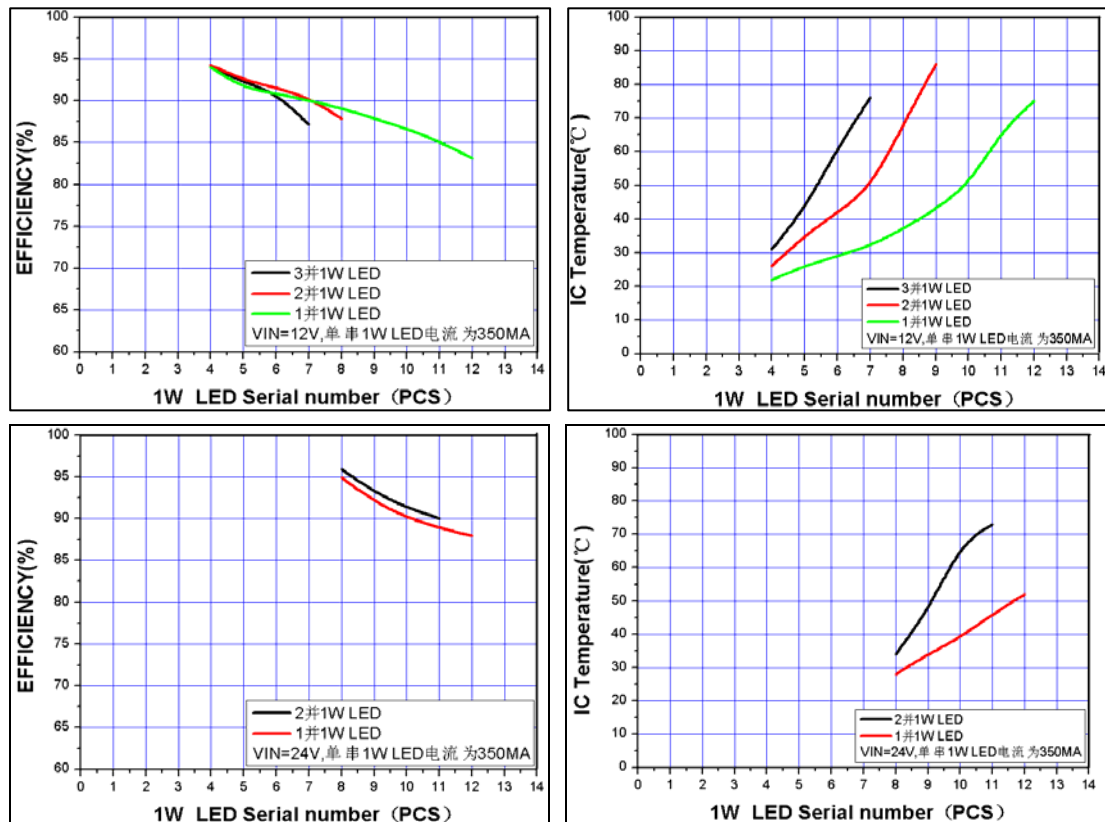 EFFICIENCY(%)
100
95
90
85
80
75
70
65
60
3并1W LED
2并1W LED
1并1W LED
VIN=12V,单串1W LED电流为350MA
0 1 2 3 4 5 6 7 8 9 10 11 12 13 14
1W LED Serial number（PCS）
IC Temperature(℃)
100
90
80
70
60
50
40
30
20
10
0
3并1W LED
2并1W LED
1并1W LED
VIN=12V,单串1W LED电流为350MA
0 1 2 3 4 5 6 7 8 9 10 11 12 13 14
1W LED Serial number（PCS）
EFFICIENCY(%)
100
95
90
85
80
75
70
65
60
2并1W LED
1并1W LED
VIN=24V,单串1W LED电流为350MA
0 1 2 3 4 5 6 7 8 9 10 11 12 13 14
1W LED Serial number（PCS）
IC Temperature(℃)
100
90
80
70
60
50
40
30
20
10
0
2并1W LED
1并1W LED
VIN=24V,单串1W LED电流为350MA
0 1 2 3 4 5 6 7 8 9 10 11 12 13 14
1W LED Serial number（PCS）